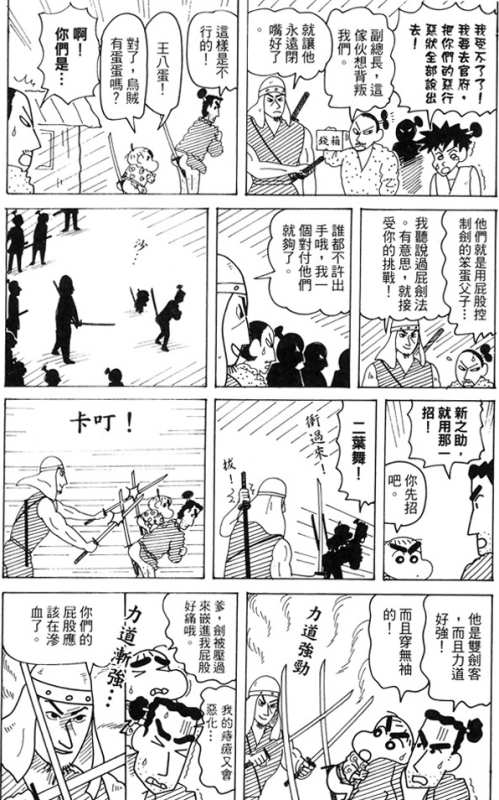 我受不了了！
我要去官府，
把你們的惡行
惡狀全部說出
去！
副總長，這
傢伙想背叛
我們。
錢箱
就讓他
永遠閉
嘴好了
這樣是不
行的！
王八蛋！
對了，烏賊
有蛋蛋嗎？
啊！
你們是…
他們就是用屁股控
制劍的笨蛋父子…
我聽說過屁劍法
。有意思，就接
受你的挑戰！
誰都不許出
手哦，我一
個對付他們
就夠了。
沙…
新之助，
就用那一
招！
你先招
吧。
二葉舞！
衝過來！
拔！
卡叮！
他是雙劍客
，而且力道
好強！
而且穿無袖
的！
力道強勁
爹，劍被壓過
來嵌進我屁股
好痛哦。
我的痔瘡又會
惡化…
力道漸強…
你們的
屁股應
該在滲
血了。